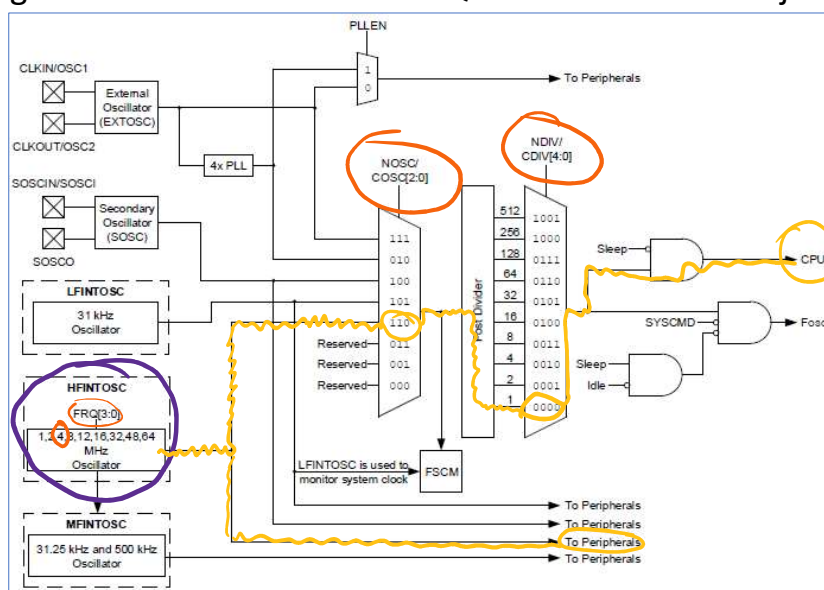 PLLEN
CLKIN/OSC1
External
Oscillator
(EXTOSC)
1
0
To Peripherals
CLKOUT/OSC2
4x PLL
NOSC/
COSC[2:0]
NDIV/
CDIV[4:0]
SOSCIN/SOSCI
Secondary
Oscillator
(SOSC)
SOSCO
111
010
100
101
110
Reserved 011
Reserved 001
Reserved 000
Post Divider
512 1001
256 1000
128 0111
64 0110
32 0101
16 0100
8 0011
4 0010
2 0001
1 0000
Sleep
CPU
SYSCMD
Fosc
Sleep
Idle
LFINTOSC
31 kHz
Oscillator
HFINTOSC
FRQ[3:0]
1,2,4,8,12,16,32,48,64
MHz
Oscillator
LFINTOSC is used to
monitor system clock
FSCM
To Peripherals
To Peripherals
To Peripherals
To Peripherals
MFINTOSC
31.25 kHz and 500 kHz
Oscillator